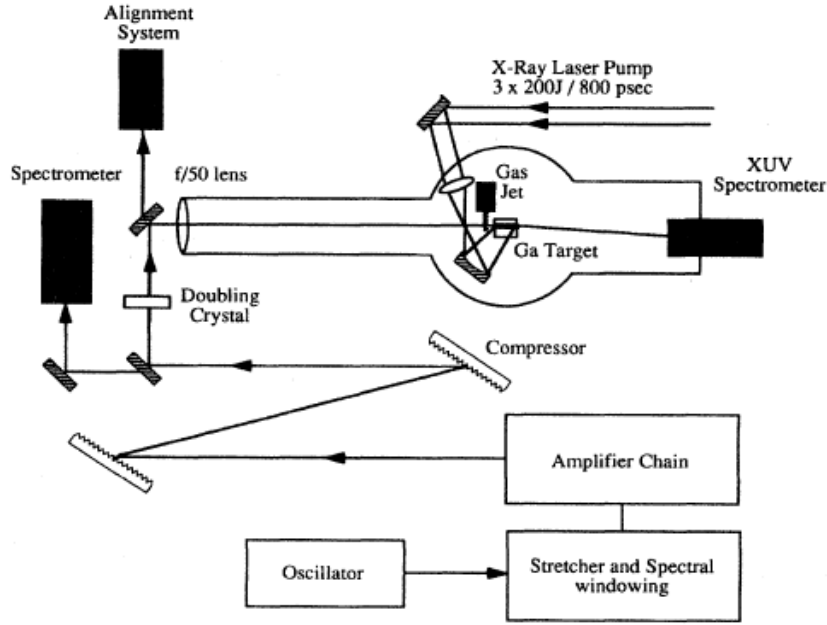 Alignment
System
X-Ray Laser Pump
3 x 200J / 800 psec
XUV
Spectrometer
Spectrometer
f/50 lens
Gas
Jet
Ga Target
Doubling
Crystal
Compressor
Amplifier Chain
Oscillator
Stretcher and Spectral
windowing